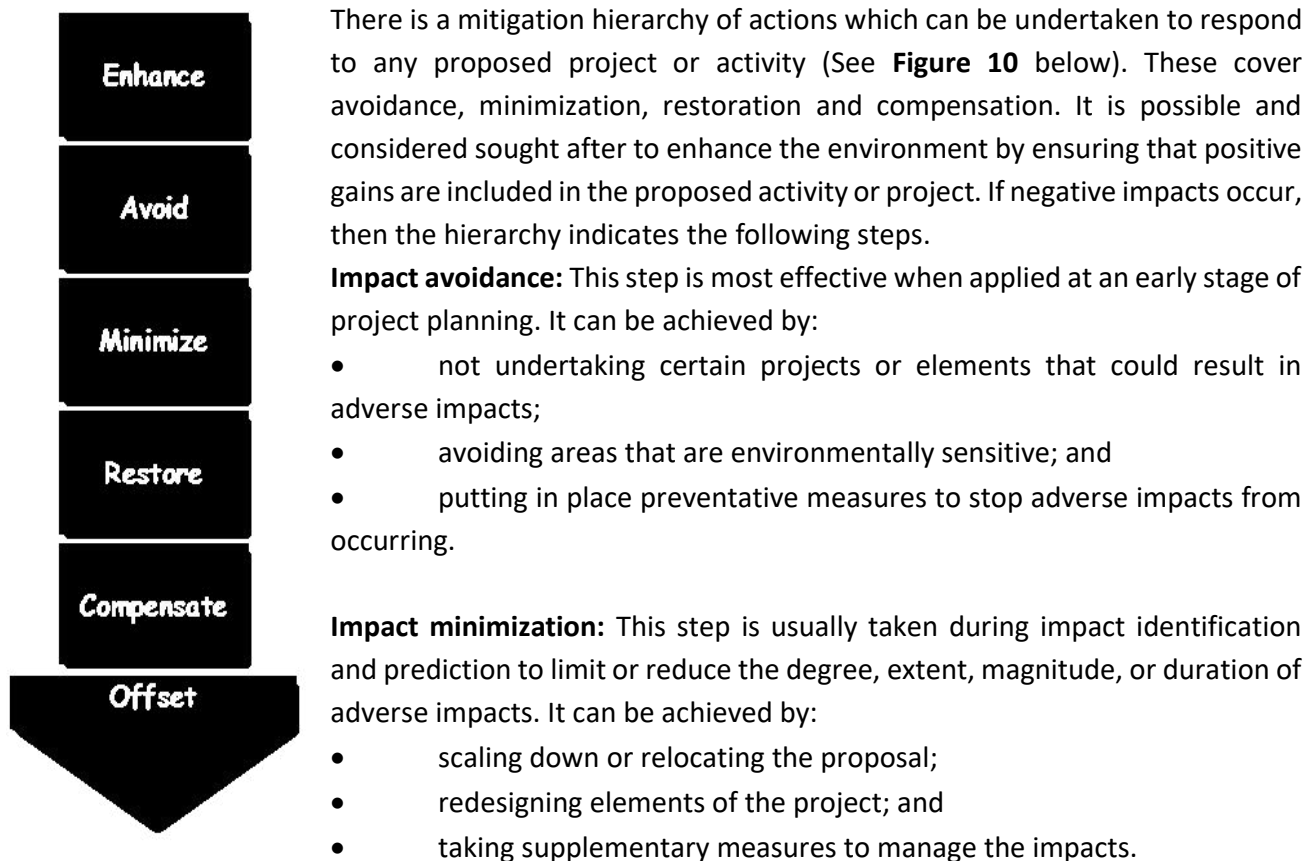 Enhance
Avoid
Minimize
Restore
Compensate
Offset
There is a mitigation hierarchy of actions which can be undertaken to respond
to any proposed project or activity (See Figure 10 below). These cover
avoidance, minimization, restoration and compensation. It is possible and
considered sought after to enhance the environment by ensuring that positive
gains are included in the proposed activity or project. If negative impacts occur,
then the hierarchy indicates the following steps.
Impact avoidance: This step is most effective when applied at an early stage of
project planning. It can be achieved by:
• not undertaking certain projects or elements that could result in
adverse impacts;
• avoiding areas that are environmentally sensitive; and
• putting in place preventative measures to stop adverse impacts from
occurring.
Impact minimization: This step is usually taken during impact identification
and prediction to limit or reduce the degree, extent, magnitude, or duration of
adverse impacts. It can be achieved by:
• scaling down or relocating the proposal;
• redesigning elements of the project; and
• taking supplementary measures to manage the impacts.